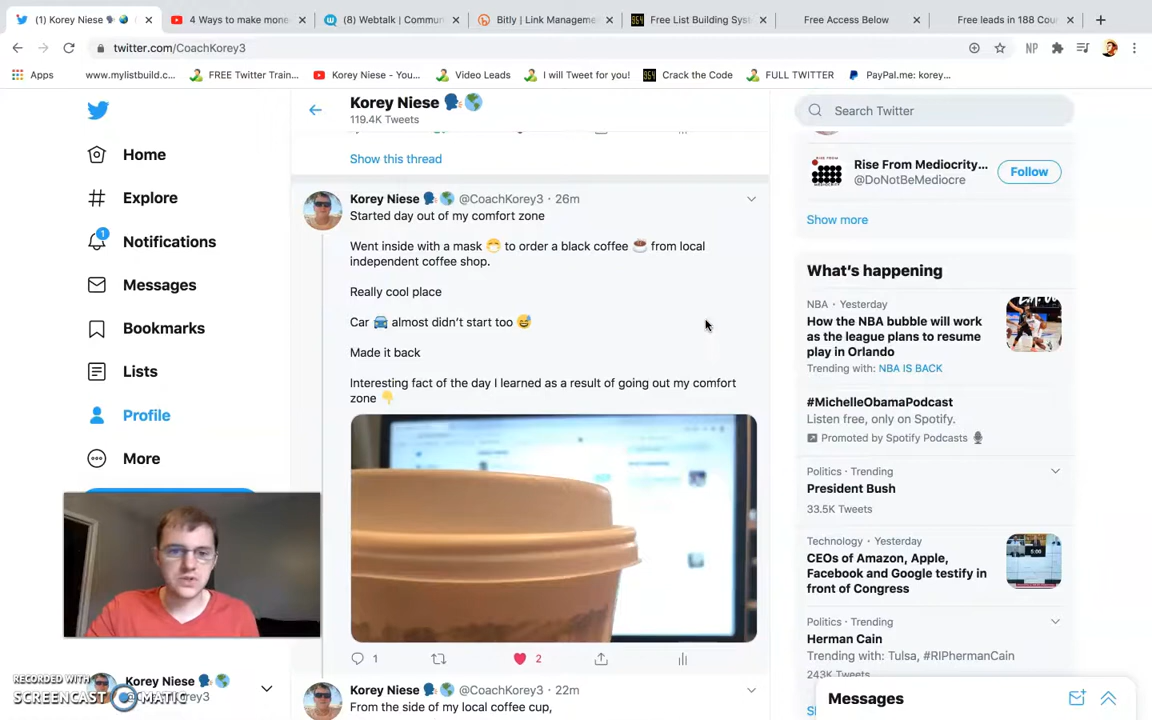 (1) Korey Niese
4 Ways to make mone
(8) Webtalk | Commun
Bitly | Link Manageme
Free List Building Syst
Free Access Below
Free leads in 188 Cou
twitter.com/CoachKorey3
NP
Apps
www.mylistbuild.c...
FREE Twitter Train...
Korey Niese - You...
Video Leads
I will Tweet for you!
964
Crack the Code
FULL TWITTER
PayPal.me: korey...
Home
Explore
1
Notifications
Messages
Bookmarks
Lists
Profile
More
Korey Niese
@CoachKorey3
RECORDED WITH
SCREENCAST MATIC
Korey Niese
119.4K Tweets
Show this thread
Korey Niese @CoachKorey3 · 26m
Started day out of my comfort zone
Went inside with a mask 😷 to order a black coffee ☕ from local
independent coffee shop.
Really cool place
Car 🚘 almost didn't start too 😅
Made it back
Interesting fact of the day I learned as a result of going out my comfort
zone 👇
1
2
Korey Niese @CoachKorey3 · 22m
From the side of my local coffee cup,
Search Twitter
Rise From Mediocrity...
@DoNotBeMediocre
Follow
Show more
What's happening
NBA · Yesterday
How the NBA bubble will work
as the league plans to resume
play in Orlando
Trending with: NBA IS BACK
#MichelleObamaPodcast
Listen free, only on Spotify.
Promoted by Spotify Podcasts
Politics · Trending
President Bush
33.5K Tweets
Technology · Yesterday
CEOs of Amazon, Apple,
Facebook and Google testify in
front of Congress
Politics · Trending
Herman Cain
Trending with: Tulsa, #RIPhermanCain
243K Tweets
Messages